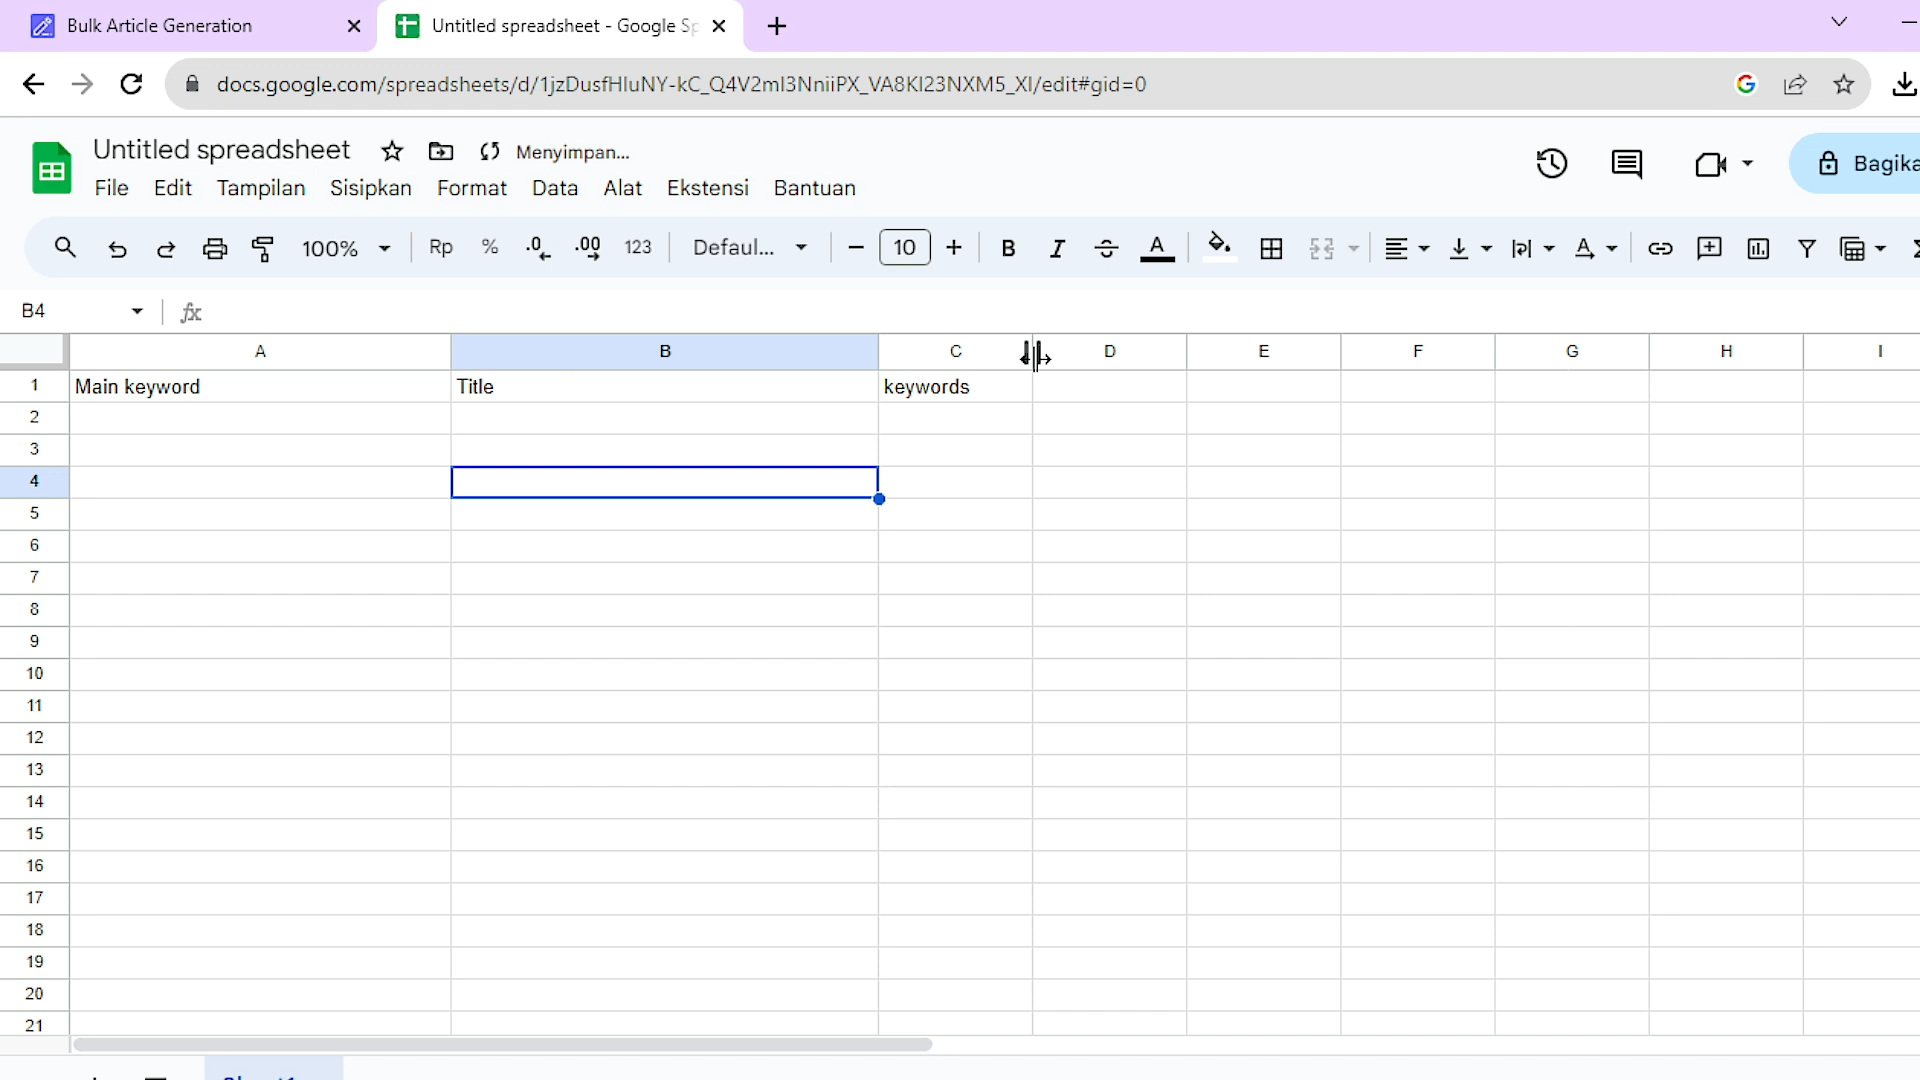 Bulk Article Generation
Untitled spreadsheet - Google Sp
docs.google.com/spreadsheets/d/1jzDusfHIuNY-kC_Q4V2ml3NniiPX_VA8KI23NXM5_XI/edit#gid=0
Untitled spreadsheet
Menyimpan...
File Edit Tampilan Sisipkan Format Data Alat Ekstensi Bantuan
Bagika
100% Rp % .0 .00 123 Defaul... 10 B I A
B4 fx
A B C D E F G H I
1 Main keyword Title keywords
2
3
4
5
6
7
8
9
10
11
12
13
14
15
16
17
18
19
20
21